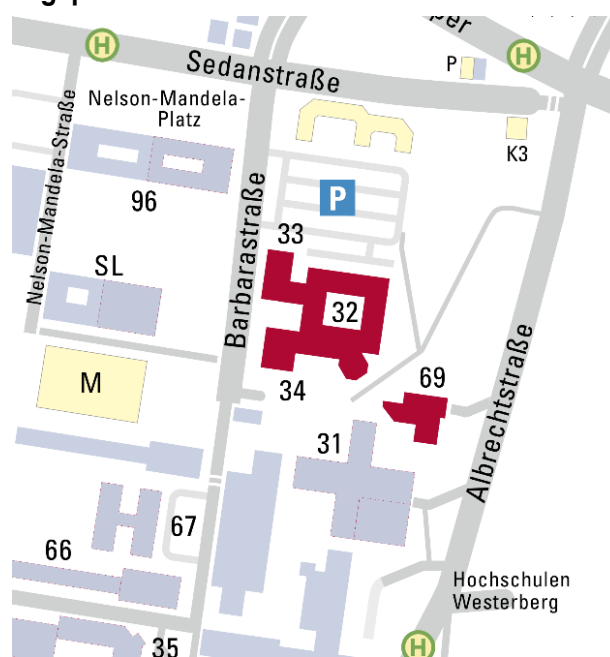 H
Sedanstraße
H
P
K3
Nelson-Mandela-
Platz
Nelson-Mandela-Straße
96
P
33
SL
Barbarastraße
32
M
34
69
Albrechtstraße
31
67
66
Hochschulen
Westerberg
35
H